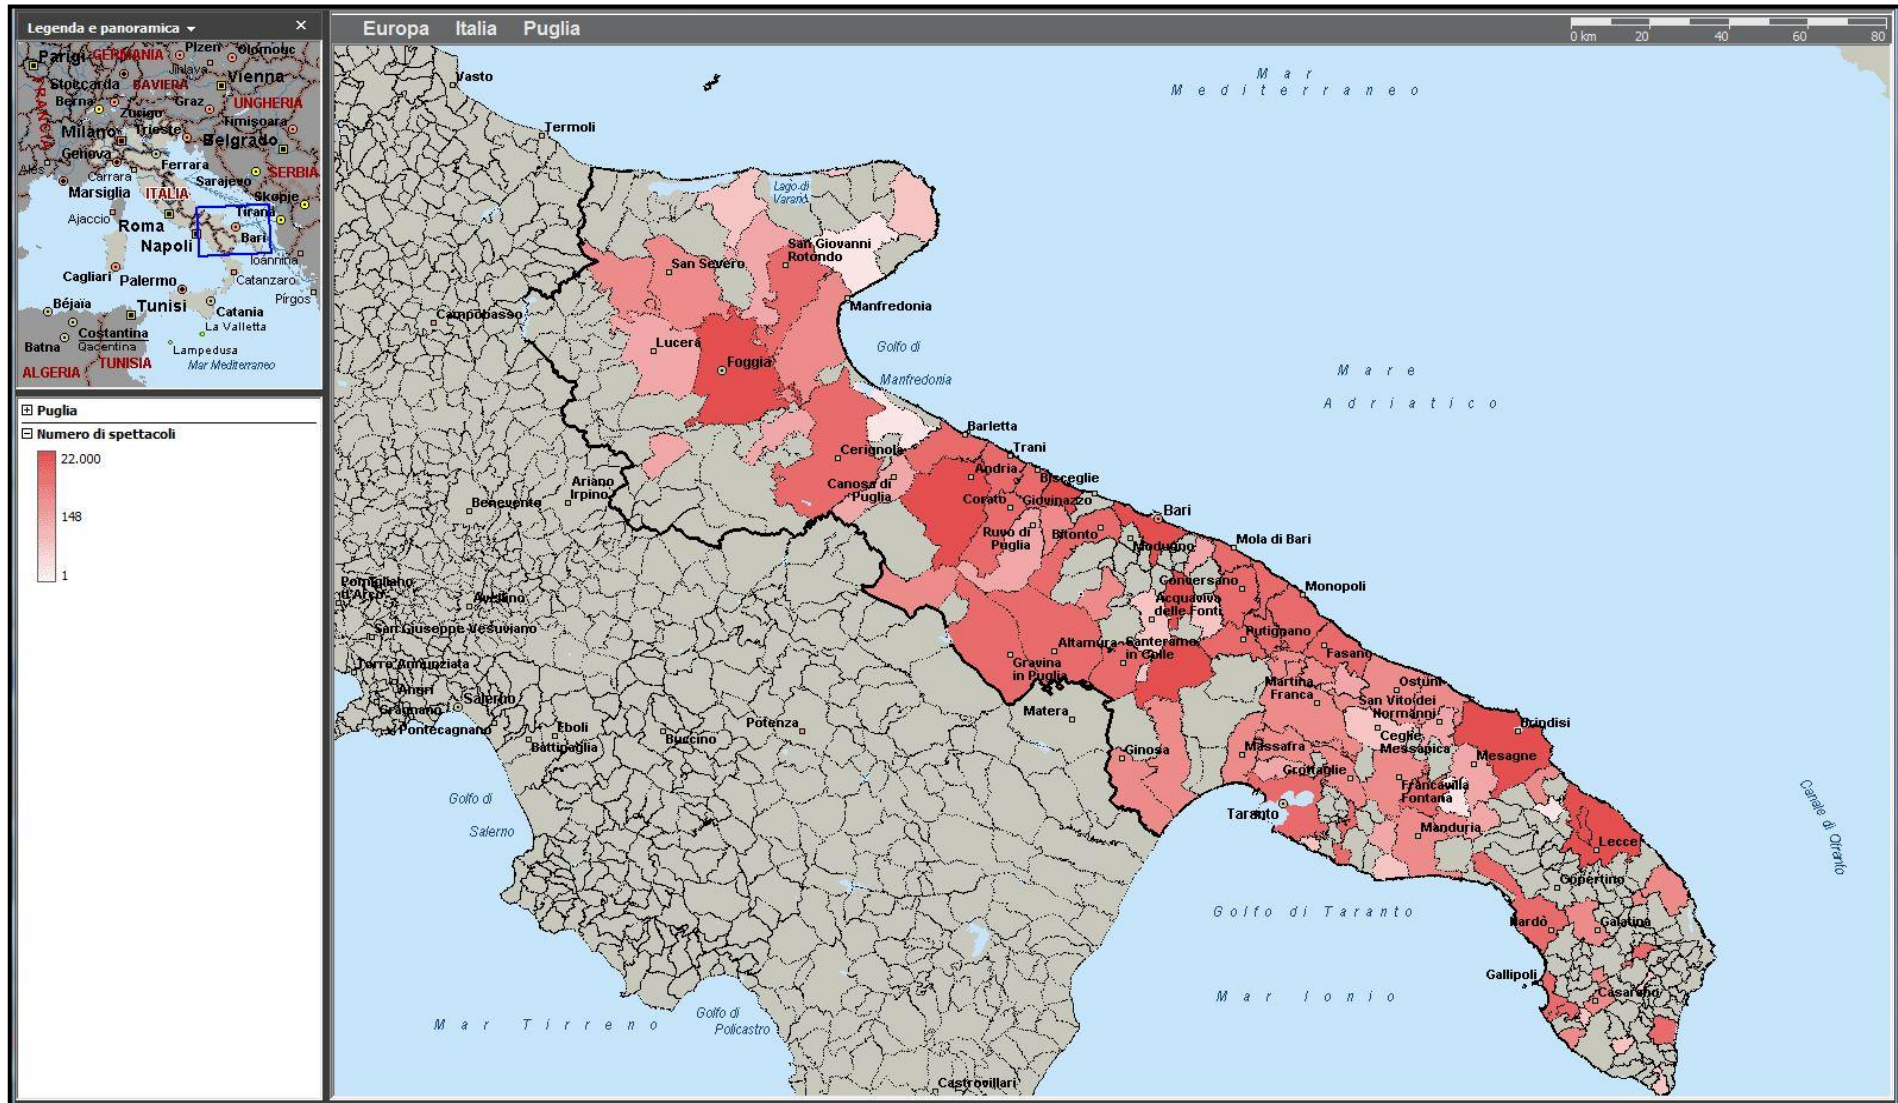 Legenda e panoramica
Europa Italia Puglia
0 km 20 40 60 80
Parigi
GERMANIA
Plzen
Olomouc
Jihlava
Stoccarda
BAVIERA
Vienna
FRANCIA
Berna
Zurigo
Graz
UNGHERIA
Timişoara
Milano
Trieste
Belgrado
Genova
Ferrara
Alès
Carrara
Sarajevo
SERBIA
Marsiglia
ITALIA
Skopje
Ajaccio
Tirana
Roma
Bari
Napoli
Ioánnina
Cagliari
Palermo
Catanzaro
Pírgos
Béjaïa
Tunisi
Catania
La Valletta
Costantina
Qacentina
Batna
Lampedusa
TUNISIA
Mar Mediterraneo
ALGERIA
Puglia
Numero di spettacoli
22.000
148
1
Vasto
Termoli
Mar
Mediterraneo
Lago di
Varano
San Giovanni
Rotondo
San Severo
Manfredonia
Campobasso
Lucera
Foggia
Golfo di
Manfredonia
Mare
Adriatico
Barletta
Trani
Cerignola
Andria
Bisceglie
Canosa di
Puglia
Corato
Giovinazzo
Ariano
Irpino
Benevento
Bari
Ruvo di
Puglia
Bitonto
Modugno
Mola di Bari
Conversano
Monopoli
Acquaviva
delle Fonti
Pomigliano
d'Arco
Avellino
San Giuseppe Vesuviano
Altamura
Santeramo
in Colle
Putignano
Fasano
Gravina
in Puglia
Torre Annunziata
Angri
Salerno
Gragnano
Pontecagnano
Eboli
Battipaglia
Buccino
Potenza
Matera
Martina
Franca
Ostuni
San Vito dei
Normanni
Brindisi
Ceglie
Messapica
Mesagne
Ginosa
Massafra
Grottaglie
Francavilla
Fontana
Taranto
Manduria
Lecce
Canale di Otranto
Golfo di
Salerno
Copertino
Golfo di Taranto
Nardò
Galatina
Gallipoli
Casarano
Mar Ionio
Mar Tirreno
Golfo di
Policastro
Castrovillari